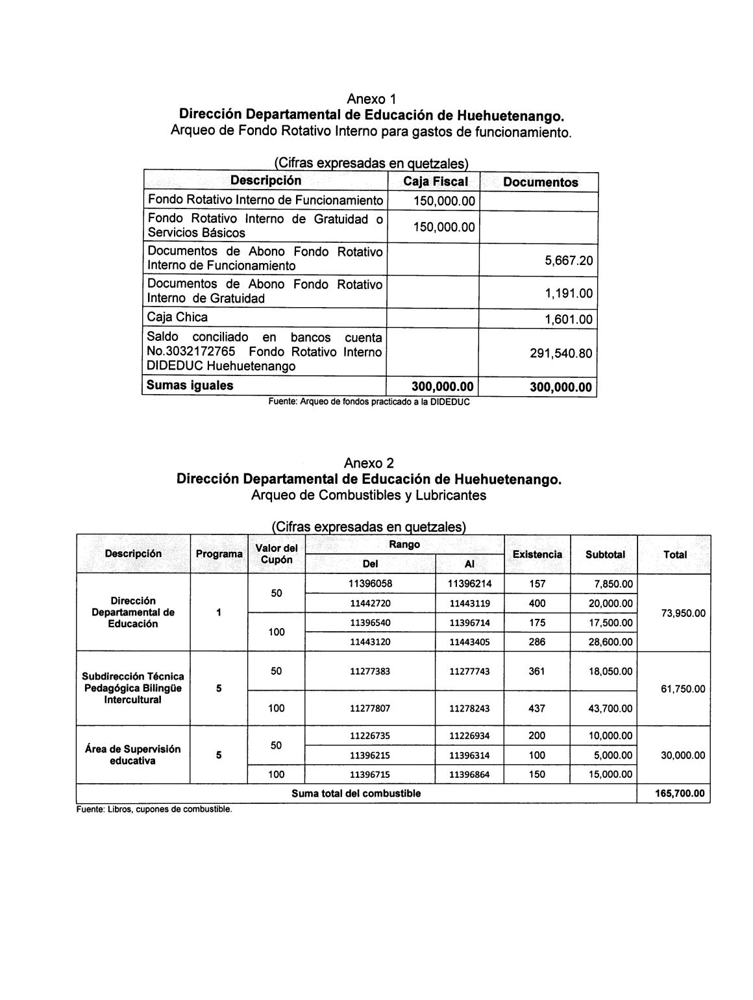 Anexo 1
Dirección Departamental de Educación de Huehuetenango.
Arqueo de Fondo Rotativo Interno para gastos de funcionamiento.
(Cifras expresadas en quetzales)
Descripción Caja Fiscal Documentos
Fondo Rotativo Interno de Funcionamiento 150,000.00
Fondo Rotativo Interno de Gratuidad o
Servicios Básicos 150,000.00
Documentos de Abono Fondo Rotativo
Interno de Funcionamiento 5,667.20
Documentos de Abono Fondo Rotativo
Interno de Gratuidad 1,191.00
Caja Chica 1,601.00
Saldo conciliado en bancos cuenta
No.3032172765 Fondo Rotativo Interno 291,540.80
DIDEDUC Huehuetenango
Sumas iguales 300,000.00 300,000.00
Fuente: Arqueo de fondos practicado a la DIDEDUC
Anexo 2
Dirección Departamental de Educación de Huehuetenango.
Arqueo de Combustibles y Lubricantes
(Cifras expresadas en quetzales)
Descripción Programa Valor del Cupón Rango Existencia Subtotal Total
Del Al
Dirección Departamental de Educación 1 50 11396058 11396214 157 7,850.00 73,950.00
11442720 11443119 400 20,000.00
100 11396540 11396714 175 17,500.00
11443120 11443405 286 28,600.00
Subdirección Técnica Pedagógica Bilingüe Intercultural 5 50 11277383 11277743 361 18,050.00 61,750.00
100 11277807 11278243 437 43,700.00
Área de Supervisión educativa 5 50 11226735 11226934 200 10,000.00 30,000.00
11396215 11396314 100 5,000.00
100 11396715 11396864 150 15,000.00
Suma total del combustible 165,700.00
Fuente: Libros, cupones de combustible.